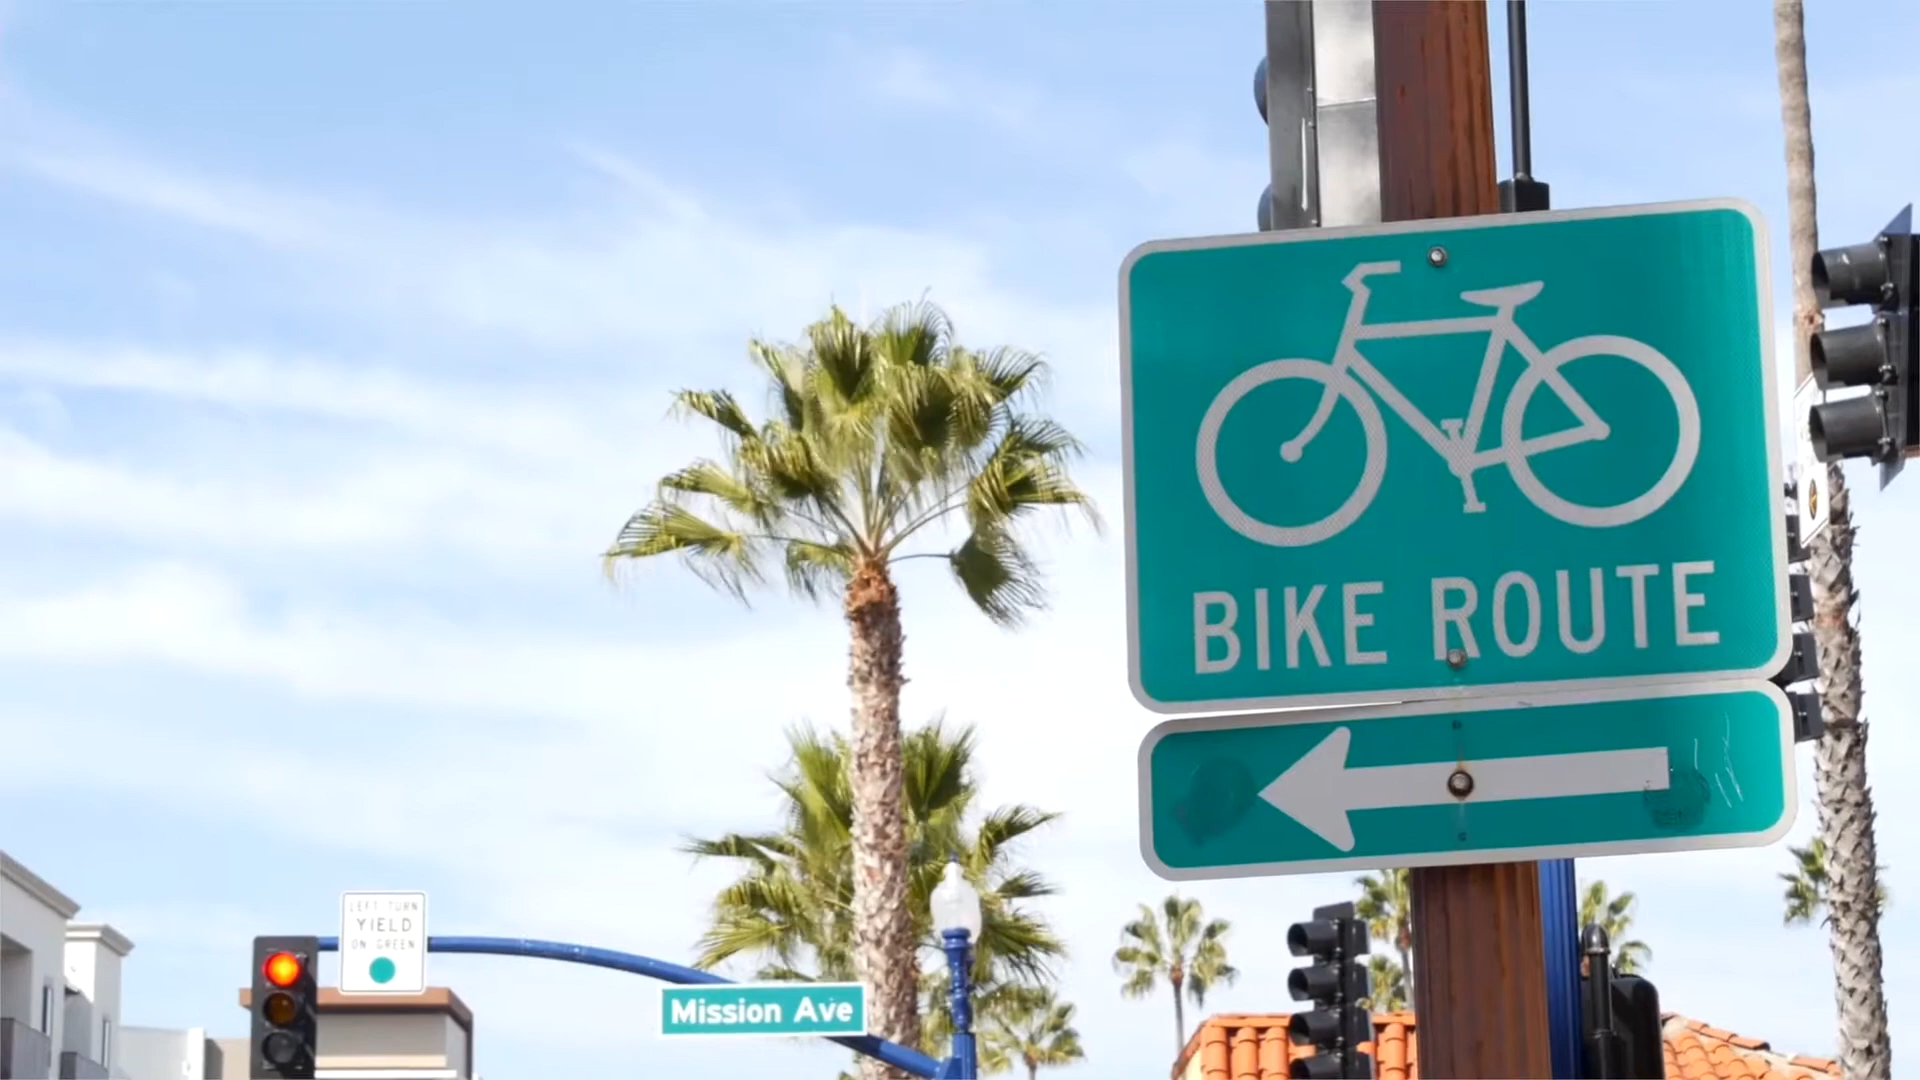 BIKE ROUTE
LEFT TURN
YIELD
ON GREEN
Mission Ave